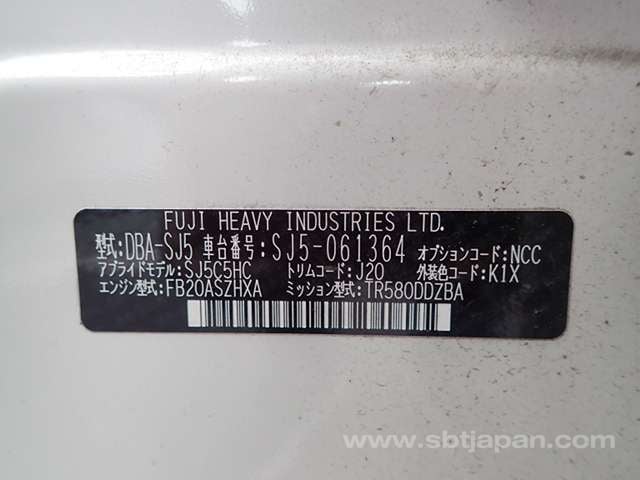 FUJI HEAVY INDUSTRIES LTD.
型式:DBA-SJ5 車台番号:SJ5-061364 オプションコード:NCC
アプライドモデル:SJ5C5HC トリムコード:J20 外装色コード:K1X
エンジン型式:FB20ASZHXA ミッション型式:TR580DDZBA
www.sbtjapan.com/